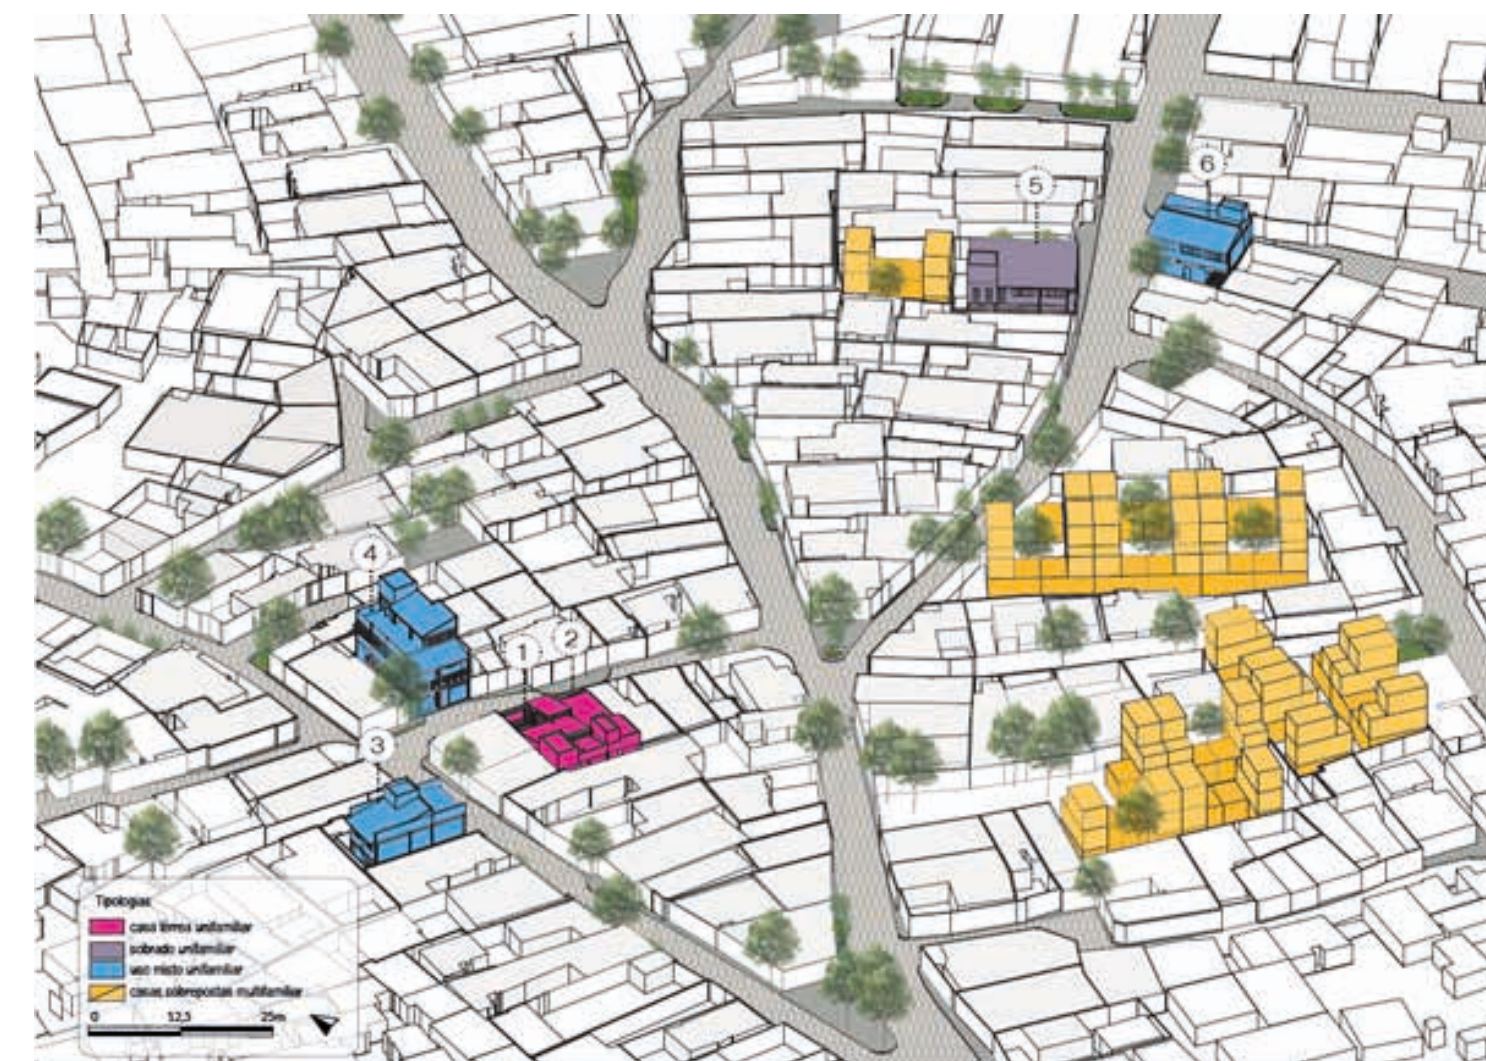 6
5
4
2
1
3
Tipologias
casa térrea unifamiliar
sobrado unifamiliar
uso misto unifamiliar
casas sobrepostas multifamiliar
0 12,5 25m